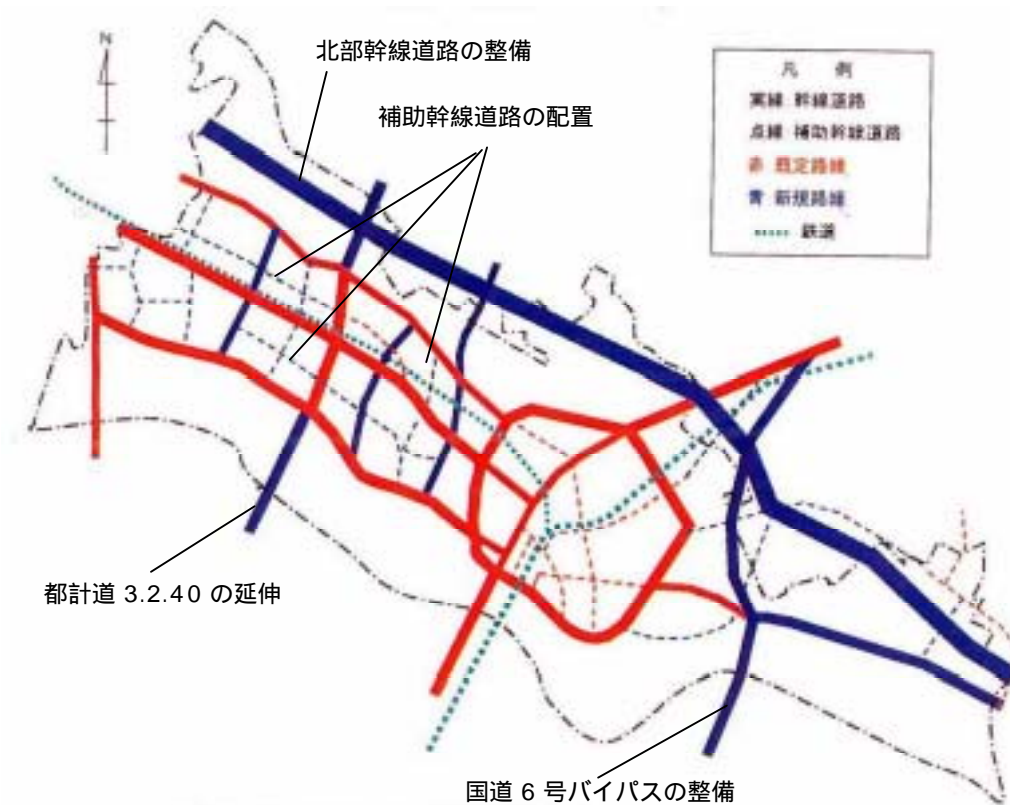 N
北部幹線道路の整備
補助幹線道路の配置
凡 例
実線 幹線道路
点線 補助幹線道路
赤 既定路線
青 新規路線
鉄道
都計道 3.2.40 の延伸
国道 6 号バイパスの整備